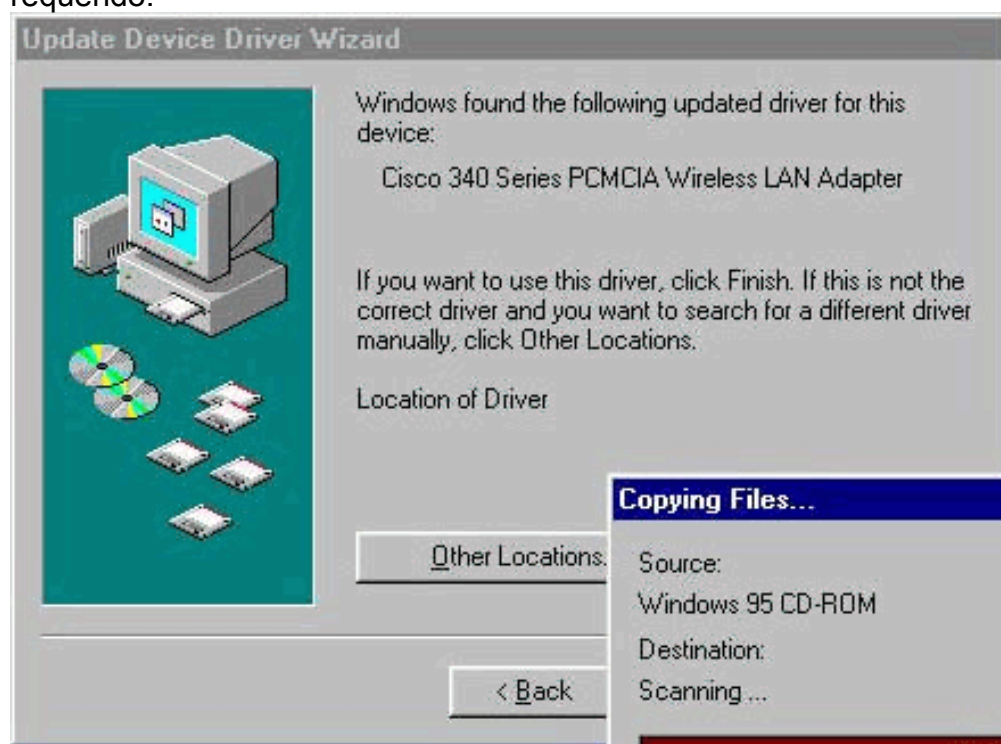 requerido.
Update Device Driver Wizard
Windows found the following updated driver for this
device:
Cisco 340 Series PCMCIA Wireless LAN Adapter
If you want to use this driver, click Finish. If this is not the
correct driver and you want to search for a different driver
manually, click Other Locations.
Location of Driver
Other Locations.
< Back
Copying Files...
Source:
Windows 95 CD-ROM
Destination:
Scanning ...